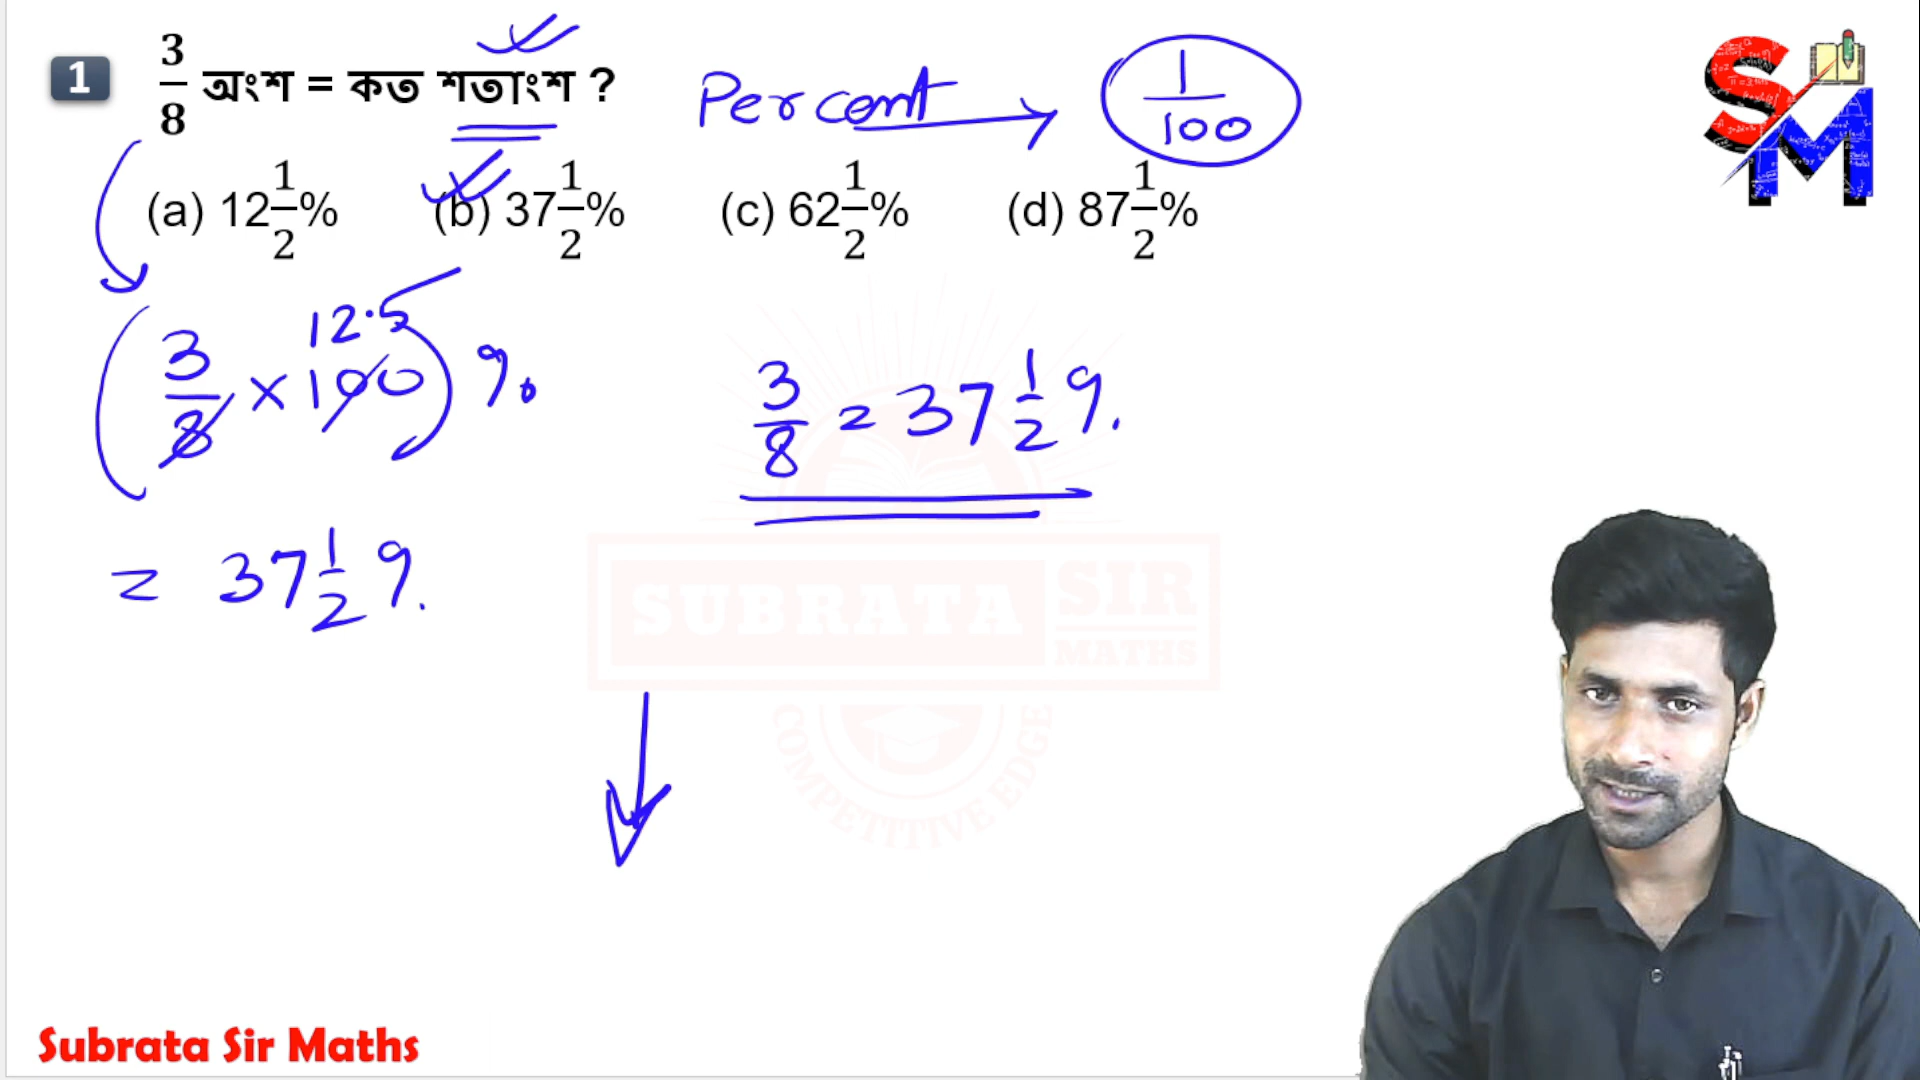 1 3/8 অংশ = কত শতাংশ ?
Percent → 1/100
SM
(a) 12 1/2% (b) 37 1/2% (c) 62 1/2% (d) 87 1/2%
12.5
(3/8 × 100) %
3/8 = 37 1/2 %
= 37 1/2 %
SUBRATA SIR MATHS
COMPETITIVE EDGE
Subrata Sir Maths